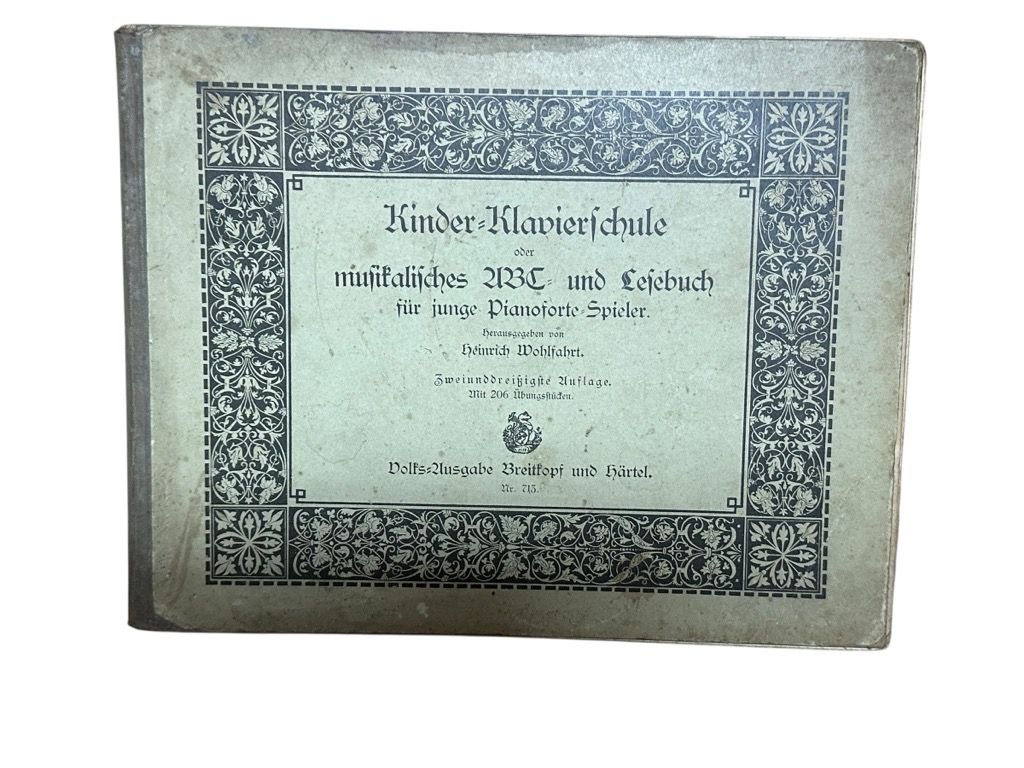 Kinder-Klavierschule
oder
musikalisches ABC- und Lesebuch
für junge Pianoforte-Spieler.
Herausgegeben von
Heinrich Wohlfahrt.
Zweiunddreißigste Auflage.
Mit 206 Übungsstücken.
Volks-Ausgabe Breitkopf und Härtel.
Nr. 713.